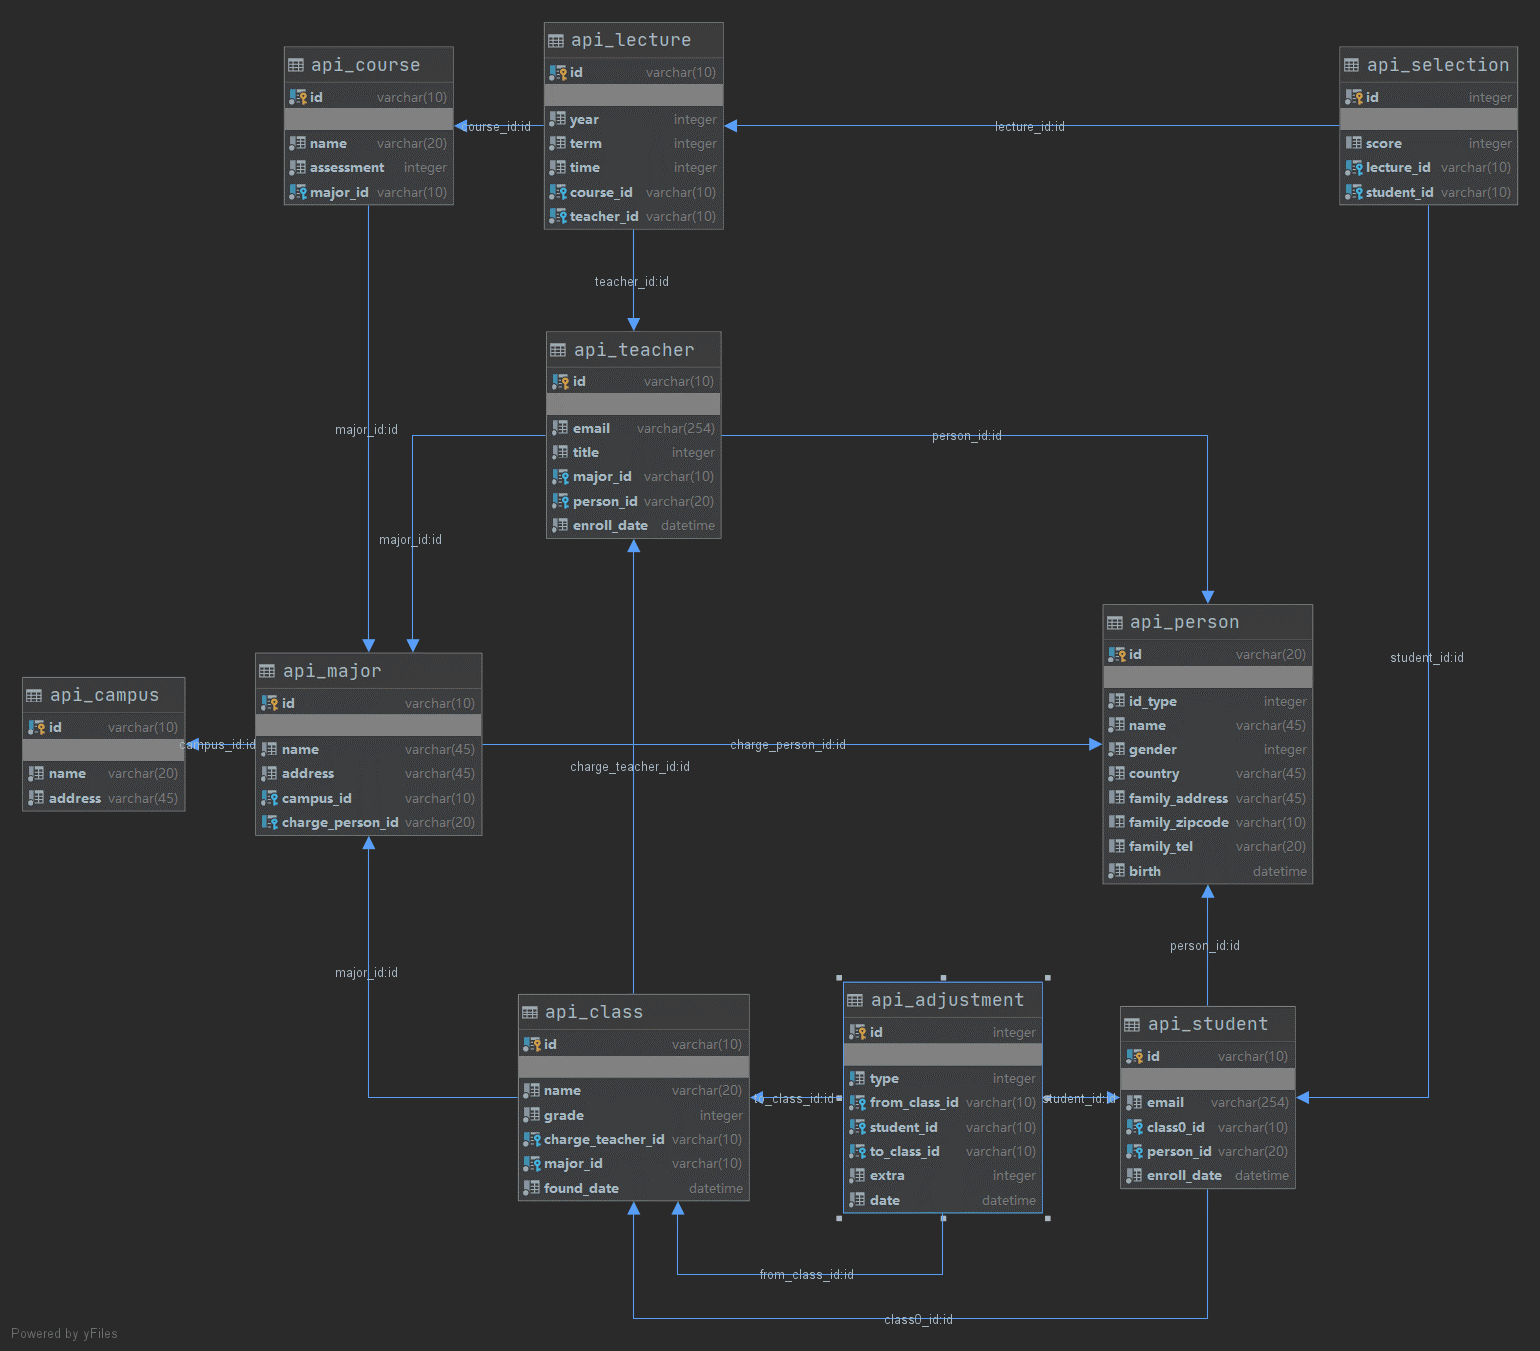 api_lecture
id varchar(10)
year integer
term integer
time integer
course_id varchar(10)
teacher_id varchar(10)
api_course
id varchar(10)
name varchar(20)
assessment integer
major_id varchar(10)
api_selection
id integer
score integer
lecture_id varchar(10)
student_id varchar(10)
course_id:id
lecture_id:id
teacher_id:id
api_teacher
id varchar(10)
email varchar(254)
title integer
major_id varchar(10)
person_id varchar(20)
enroll_date datetime
major_id:id
person_id:id
major_id:id
api_person
id varchar(20)
id_type integer
name varchar(45)
gender integer
country varchar(45)
family_address varchar(45)
family_zipcode varchar(10)
family_tel varchar(20)
birth datetime
student_id:id
api_major
id varchar(10)
name varchar(45)
address varchar(45)
campus_id varchar(10)
charge_person_id varchar(20)
api_campus
id varchar(10)
name varchar(20)
address varchar(45)
campus_id:id
charge_person_id:id
charge_teacher_id:id
person_id:id
major_id:id
api_class
id varchar(10)
name varchar(20)
grade integer
charge_teacher_id varchar(10)
major_id varchar(10)
found_date datetime
api_adjustment
id integer
type integer
from_class_id varchar(10)
student_id varchar(10)
to_class_id varchar(10)
extra integer
date datetime
api_student
id varchar(10)
email varchar(254)
class0_id varchar(10)
person_id varchar(20)
enroll_date datetime
to_class_id:id
student_id:id
from_class_id:id
class0_id:id
Powered by yFiles